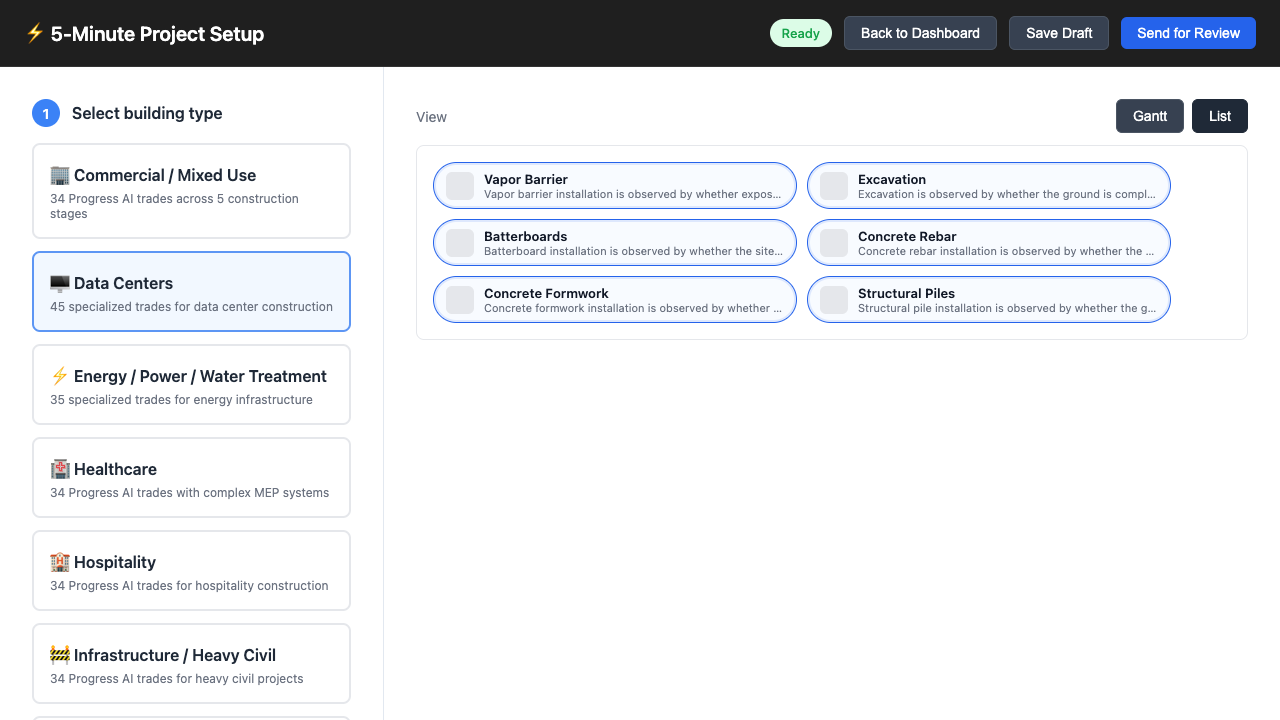 ⚡ 5-Minute Project Setup
Ready
Back to Dashboard
Save Draft
Send for Review
1
Select building type
🏢 Commercial / Mixed Use
34 Progress AI trades across 5 construction
stages
🖥️ Data Centers
45 specialized trades for data center construction
⚡ Energy / Power / Water Treatment
35 specialized trades for energy infrastructure
🏥 Healthcare
34 Progress AI trades with complex MEP systems
🏨 Hospitality
34 Progress AI trades for hospitality construction
🚧 Infrastructure / Heavy Civil
34 Progress AI trades for heavy civil projects
View
Gantt
List
Vapor Barrier
Vapor barrier installation is observed by whether expos...
Excavation
Excavation is observed by whether the ground is compl...
Batterboards
Batterboard installation is observed by whether the site...
Concrete Rebar
Concrete rebar installation is observed by whether the ...
Concrete Formwork
Concrete formwork installation is observed by whether ...
Structural Piles
Structural pile installation is observed by whether the g...